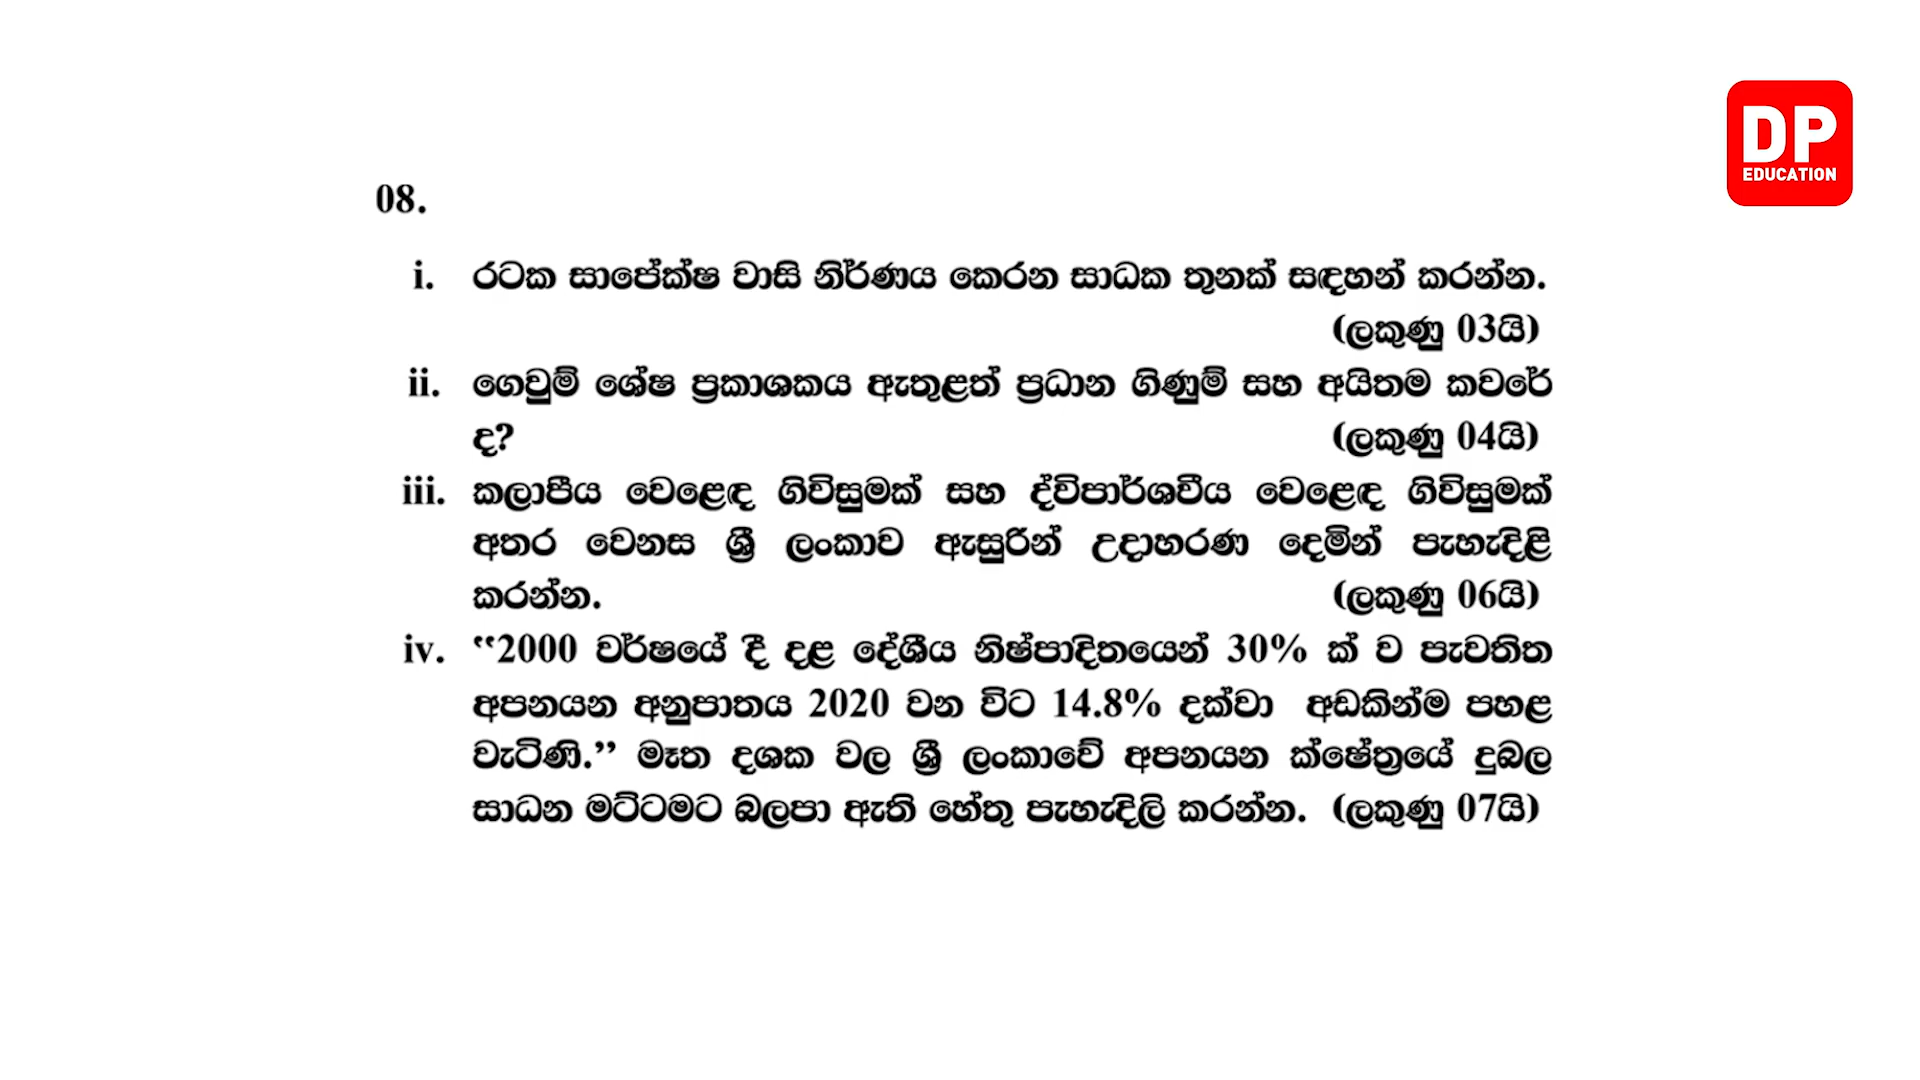 DP
EDUCATION
08.
i. රටක සාපේක්ෂ වාසි නිර්ණය කෙරන සාධක තුනක් සඳහන් කරන්න.
(ලකුණු 03යි)
ii. ගෙවුම් ශේෂ ප්‍රකාශකය ඇතුළත් ප්‍රධාන ගිණුම් සහ අයිතම කවරේ
ද? (ලකුණු 04යි)
iii. කලාපීය වෙළෙඳ ගිවිසුමක් සහ ද්විපාර්ශවීය වෙළෙඳ ගිවිසුමක්
අතර වෙනස ශ්‍රී ලංකාව ඇසුරින් උදාහරණ දෙමින් පැහැදිළි
කරන්න. (ලකුණු 06යි)
iv. “2000 වර්ෂයේ දී දළ දේශීය නිෂ්පාදිතයෙන් 30% ක් ව පැවතිත
අපනයන අනුපාතය 2020 වන විට 14.8% දක්වා අඩකින්ම පහළ
වැටිණි.” මෑත දශක වල ශ්‍රී ලංකාවේ අපනයන ක්ෂේත්‍රයේ දුබල
සාධන මට්ටමට බලපා ඇති හේතු පැහැදිලි කරන්න. (ලකුණු 07යි)